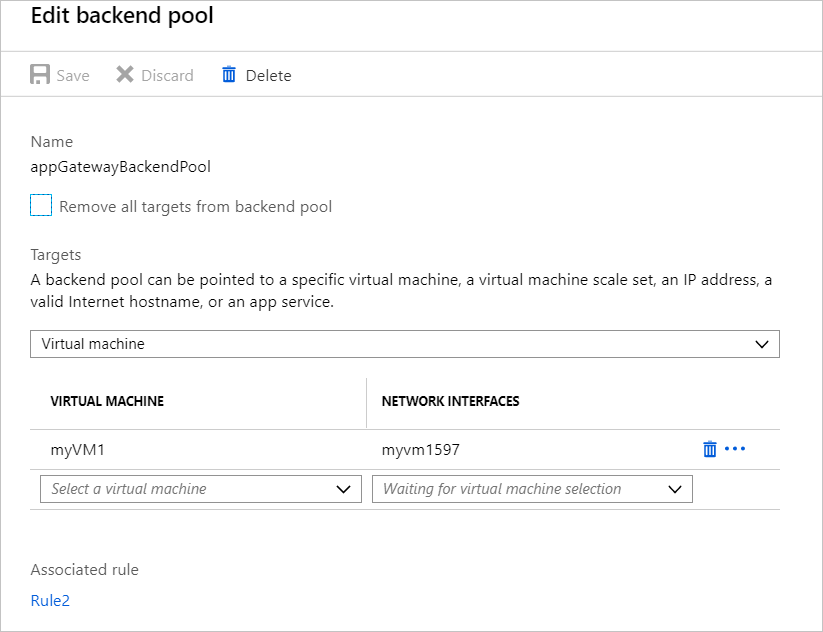 Edit backend pool
Save Discard Delete
Name
appGatewayBackendPool
Remove all targets from backend pool
Targets
A backend pool can be pointed to a specific virtual machine, a virtual machine scale set, an IP address, a
valid Internet hostname, or an app service.
Virtual machine
VIRTUAL MACHINE NETWORK INTERFACES
myVM1 myvm1597
Select a virtual machine Waiting for virtual machine selection
Associated rule
Rule2